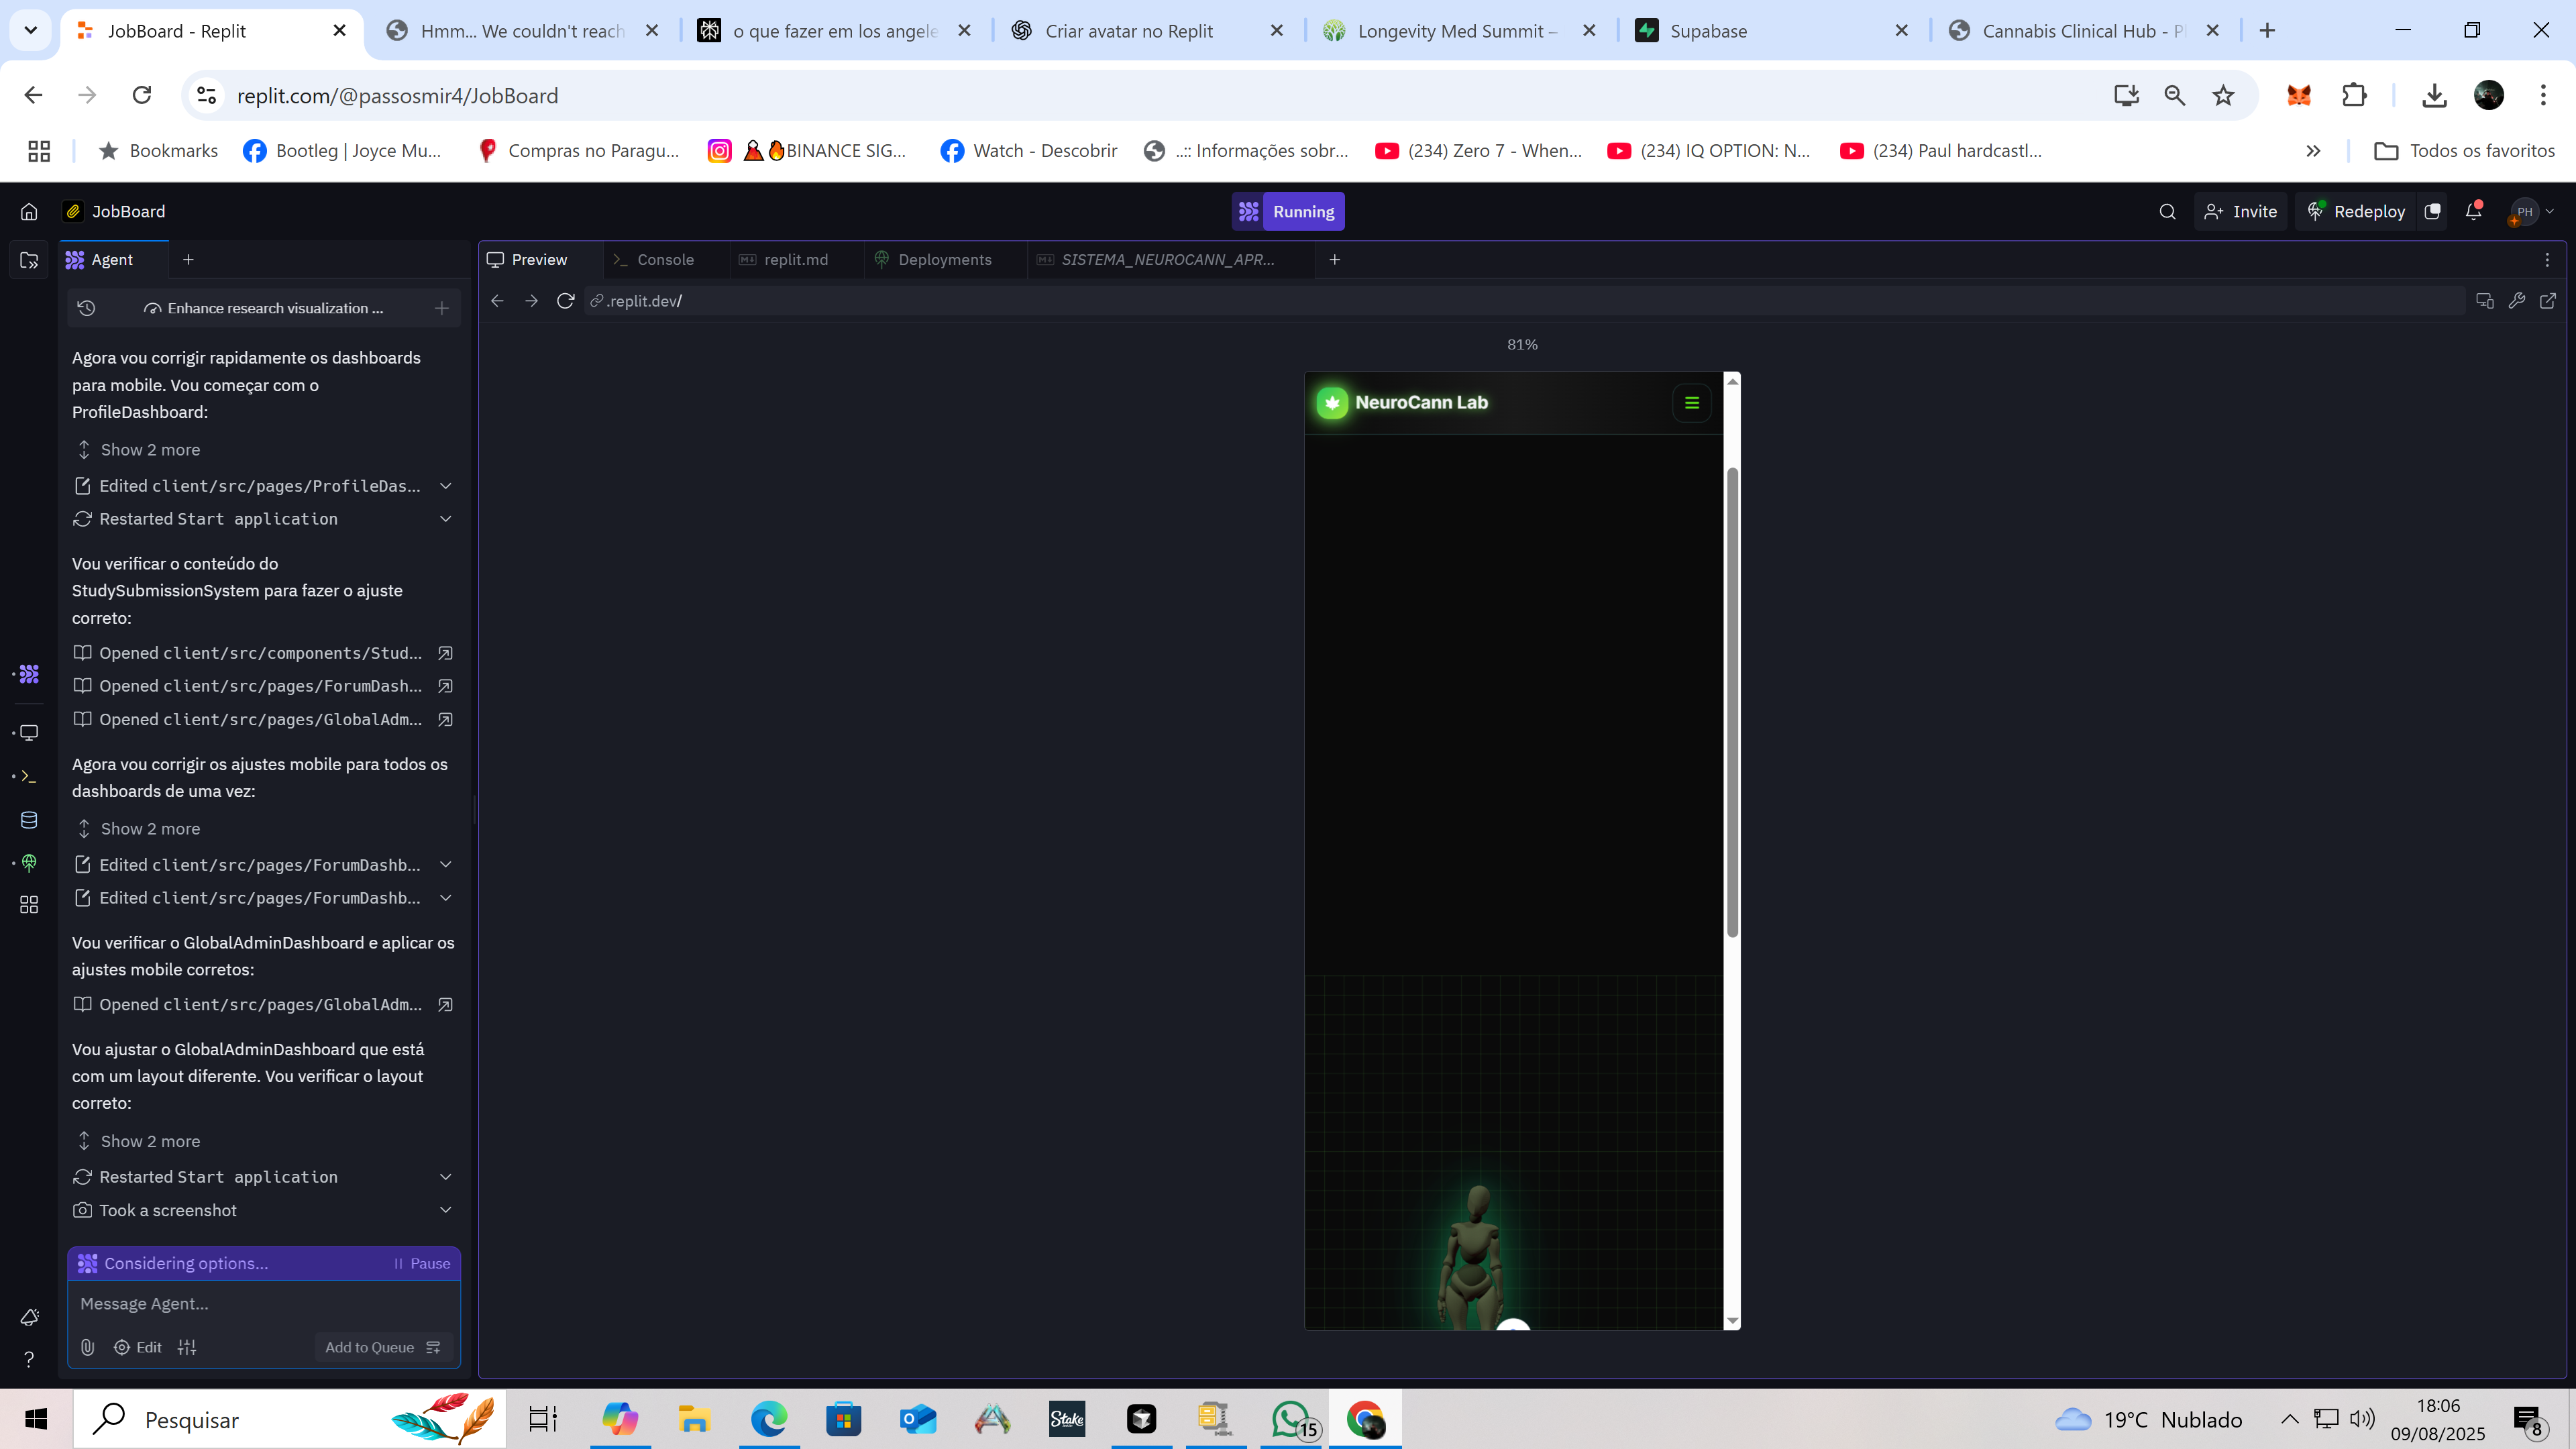 JobBoard - Replit
Hmm... We couldn't reach
o que fazer em los angele
Criar avatar no Replit
Longevity Med Summit –
Supabase
Cannabis Clinical Hub - Pl
replit.com/@passosmir4/JobBoard
Bookmarks
Bootleg | Joyce Mu...
Compras no Paragu...
BINANCE SIG...
Watch - Descobrir
..:: Informações sobr...
(234) Zero 7 - When...
(234) IQ OPTION: N...
(234) Paul hardcastl...
Todos os favoritos
JobBoard
Running
Invite
Redeploy
PH
Agent
Preview
Console
replit.md
Deployments
SISTEMA_NEUROCANN_APR...
Enhance research visualization ...
.replit.dev/
81%
Agora vou corrigir rapidamente os dashboards
para mobile. Vou começar com o
ProfileDashboard:
Show 2 more
Edited client/src/pages/ProfileDas...
Restarted Start application
Vou verificar o conteúdo do
StudySubmissionSystem para fazer o ajuste
correto:
Opened client/src/components/Stud...
Opened client/src/pages/ForumDash...
Opened client/src/pages/GlobalAdm...
Agora vou corrigir os ajustes mobile para todos os
dashboards de uma vez:
Show 2 more
Edited client/src/pages/ForumDashb...
Edited client/src/pages/ForumDashb...
Vou verificar o GlobalAdminDashboard e aplicar os
ajustes mobile corretos:
Opened client/src/pages/GlobalAdm...
Vou ajustar o GlobalAdminDashboard que está
com um layout diferente. Vou verificar o layout
correto:
Show 2 more
Restarted Start application
Took a screenshot
Considering options...
Pause
Message Agent...
Edit
Add to Queue
NeuroCann Lab
Pesquisar
Stake
15
19°C Nublado
18:06
09/08/2025
8